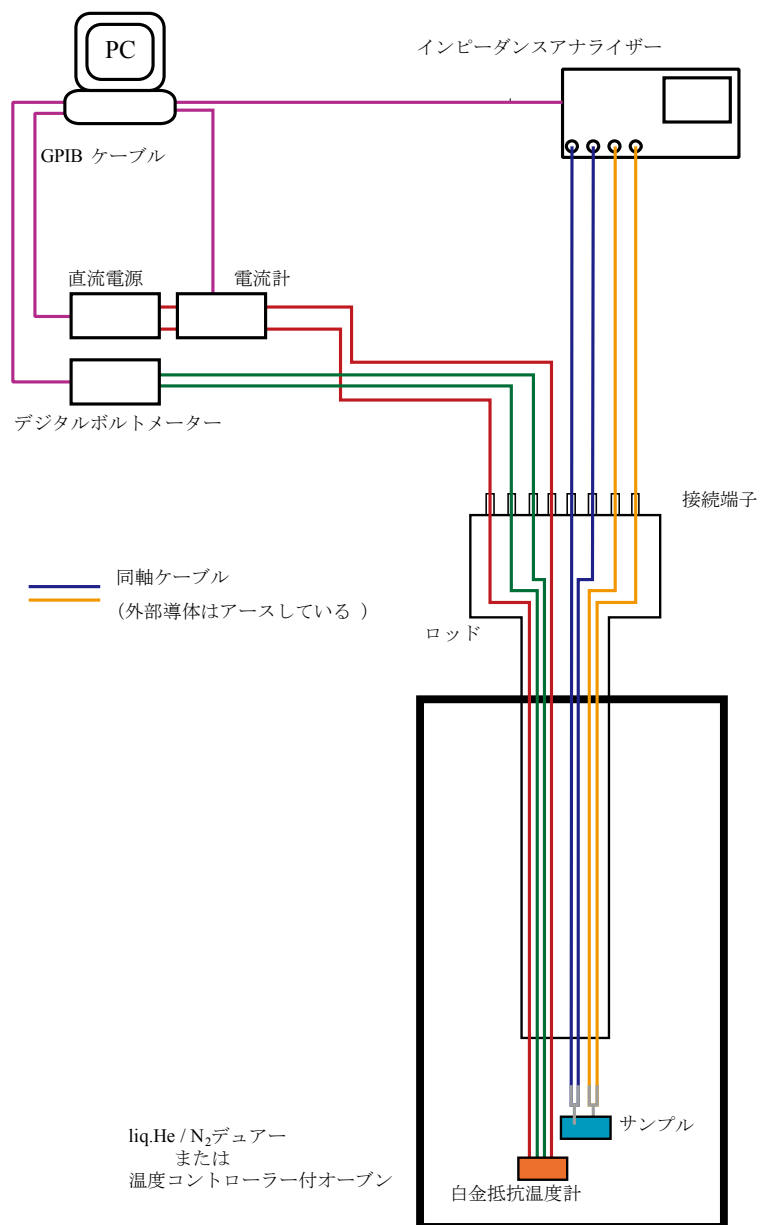 PC
インピーダンスアナライザー
GPIB ケーブル
直流電源
電流計
デジタルボルトメーター
接続端子
同軸ケーブル
(外部導体はアースしている )
ロッド
サンプル
liq.He / N₂デュアー
または
温度コントローラー付オーブン
白金抵抗温度計